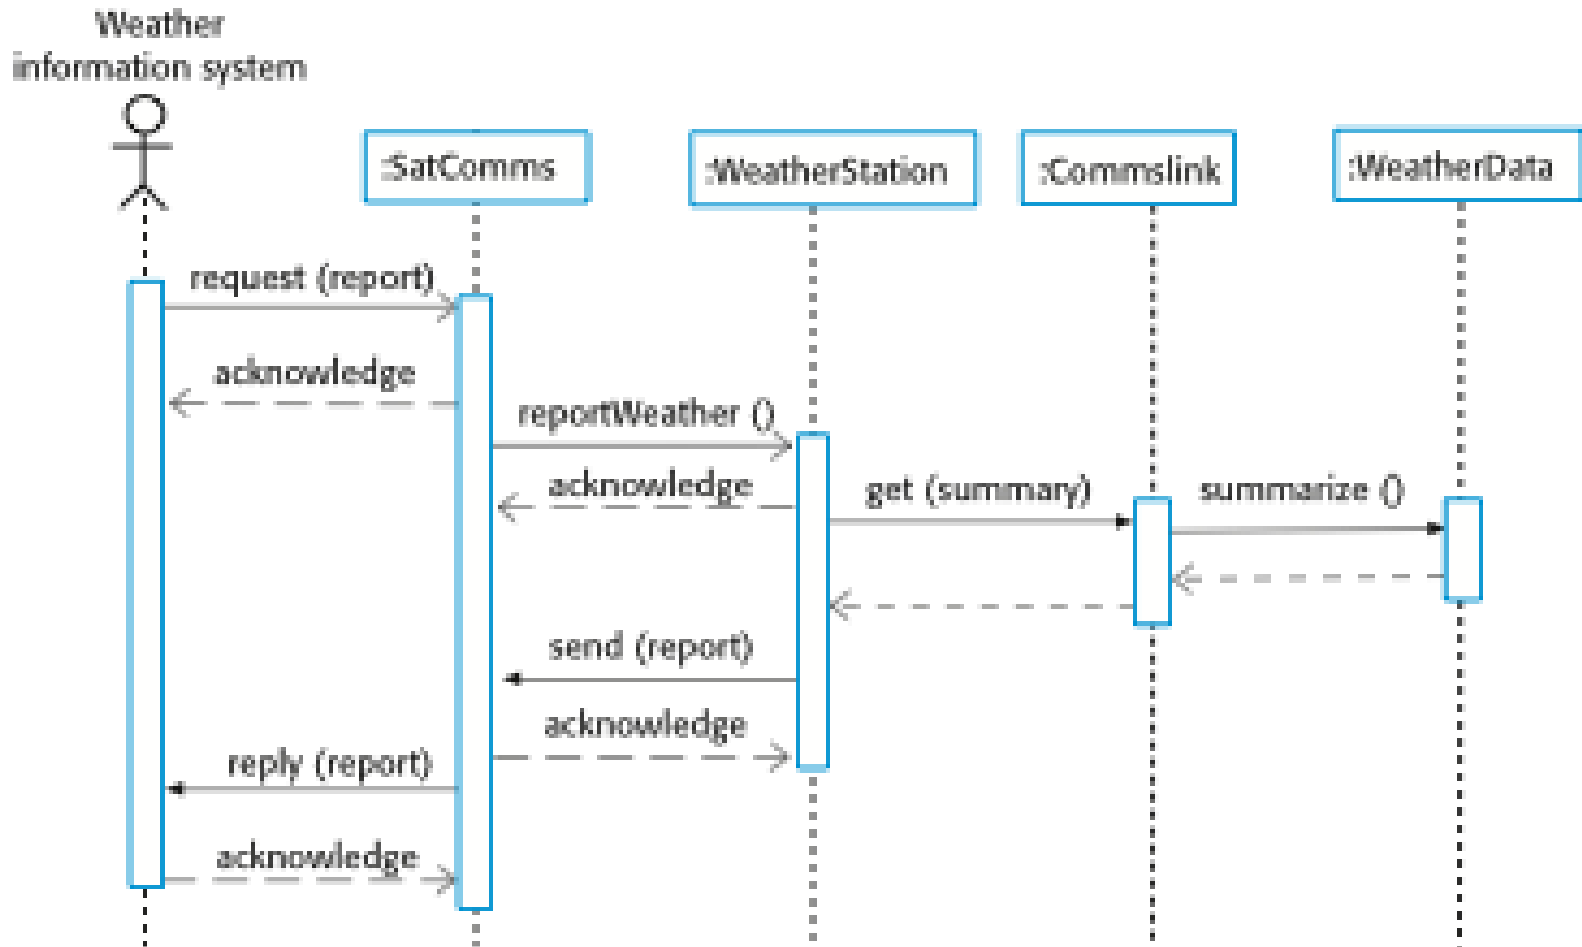 Weather
information system
:SatComms
:WeatherStation
:Commslink
:WeatherData
request (report)
acknowledge
reportWeather ()
acknowledge
get (summary)
summarize ()
send (report)
acknowledge
reply (report)
acknowledge